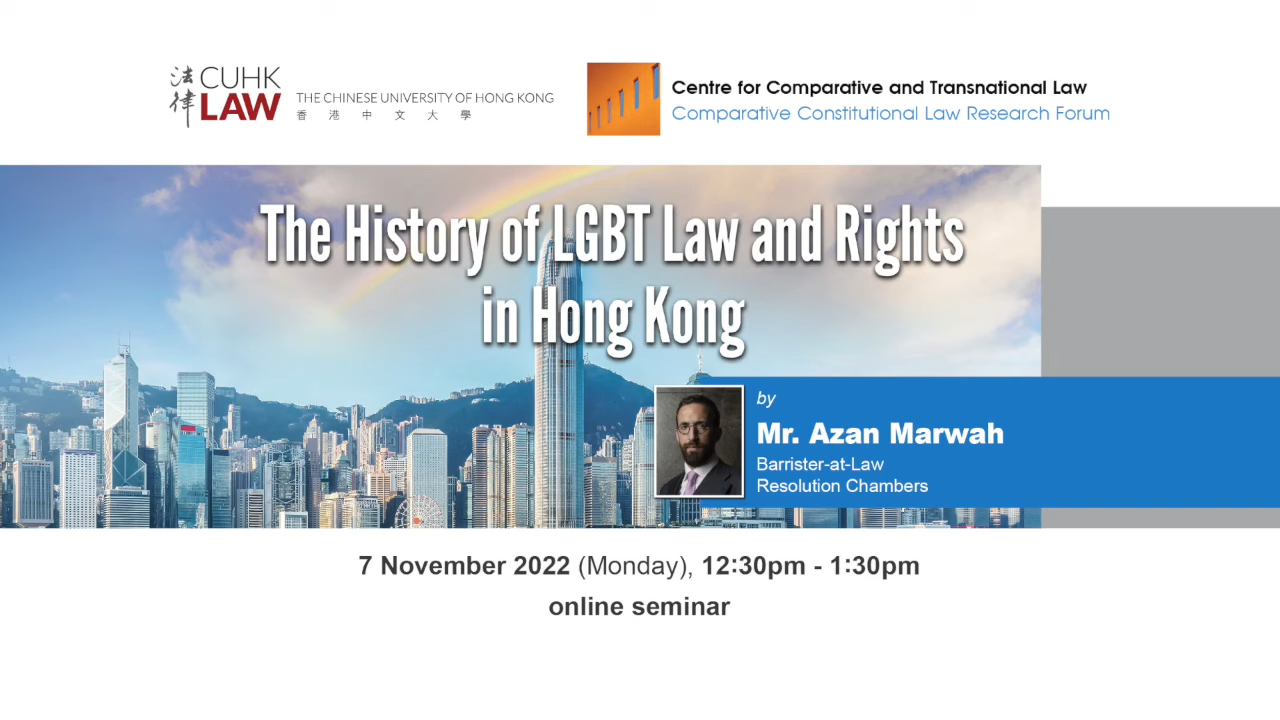 法律
CUHK
LAW
THE CHINESE UNIVERSITY OF HONG KONG
香港中文大學
Centre for Comparative and Transnational Law
Comparative Constitutional Law Research Forum
The History of LGBT Law and Rights
in Hong Kong
by
Mr. Azan Marwah
Barrister-at-Law
Resolution Chambers
7 November 2022 (Monday), 12:30pm - 1:30pm
online seminar